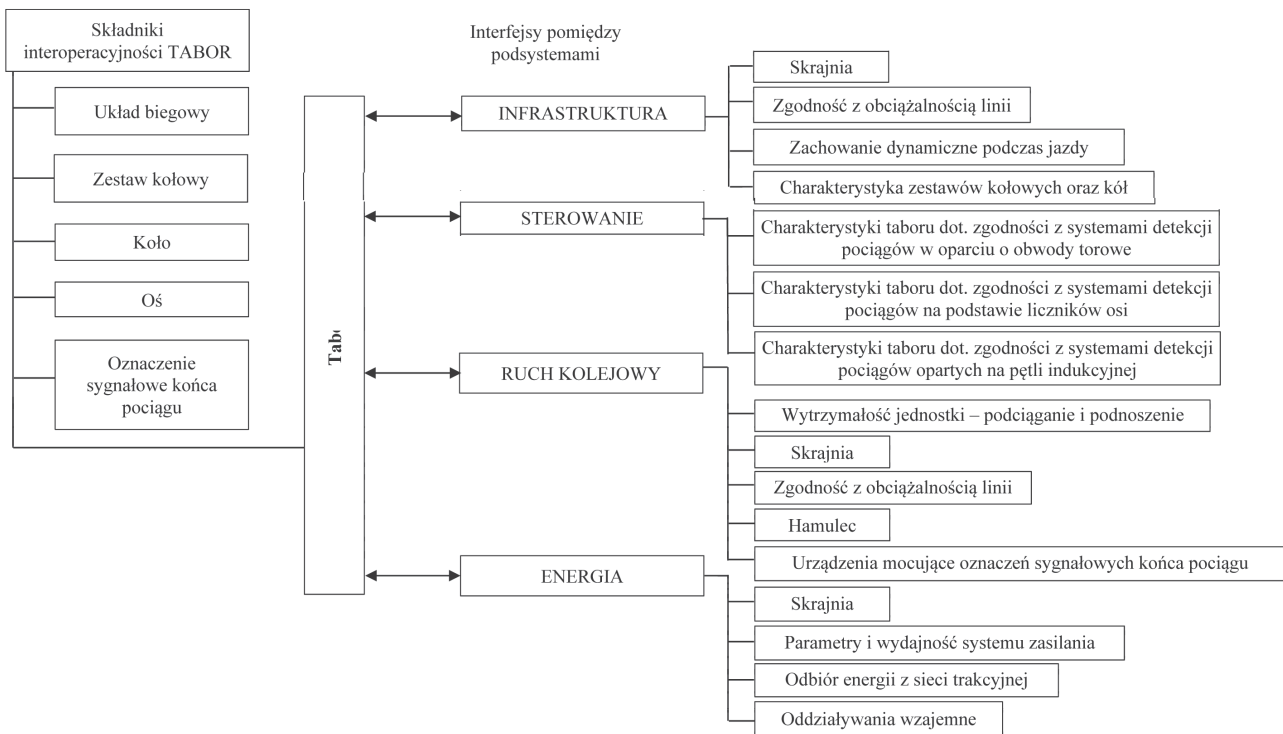 Składniki
interoperacyjności TABOR
Układ biegowy
Zestaw kołowy
Koło
Oś
Oznaczenie
sygnałowe końca
pociągu
Interfejsy pomiędzy
podsystemami
Tabo
INFRASTRUKTURA
Skrajnia
Zgodność z obciążalnością linii
Zachowanie dynamiczne podczas jazdy
Charakterystyka zestawów kołowych oraz kół
STEROWANIE
Charakterystyki taboru dot. zgodności z systemami detekcji
pociągów w oparciu o obwody torowe
Charakterystyki taboru dot. zgodności z systemami detekcji
pociągów na podstawie liczników osi
Charakterystyki taboru dot. zgodności z systemami detekcji
pociągów opartych na pętli indukcyjnej
RUCH KOLEJOWY
Wytrzymałość jednostki – podciąganie i podnoszenie
Skrajnia
Zgodność z obciążalnością linii
Hamulec
Urządzenia mocujące oznaczeń sygnałowych końca pociągu
ENERGIA
Skrajnia
Parametry i wydajność systemu zasilania
Odbiór energii z sieci trakcyjnej
Oddziaływania wzajemne